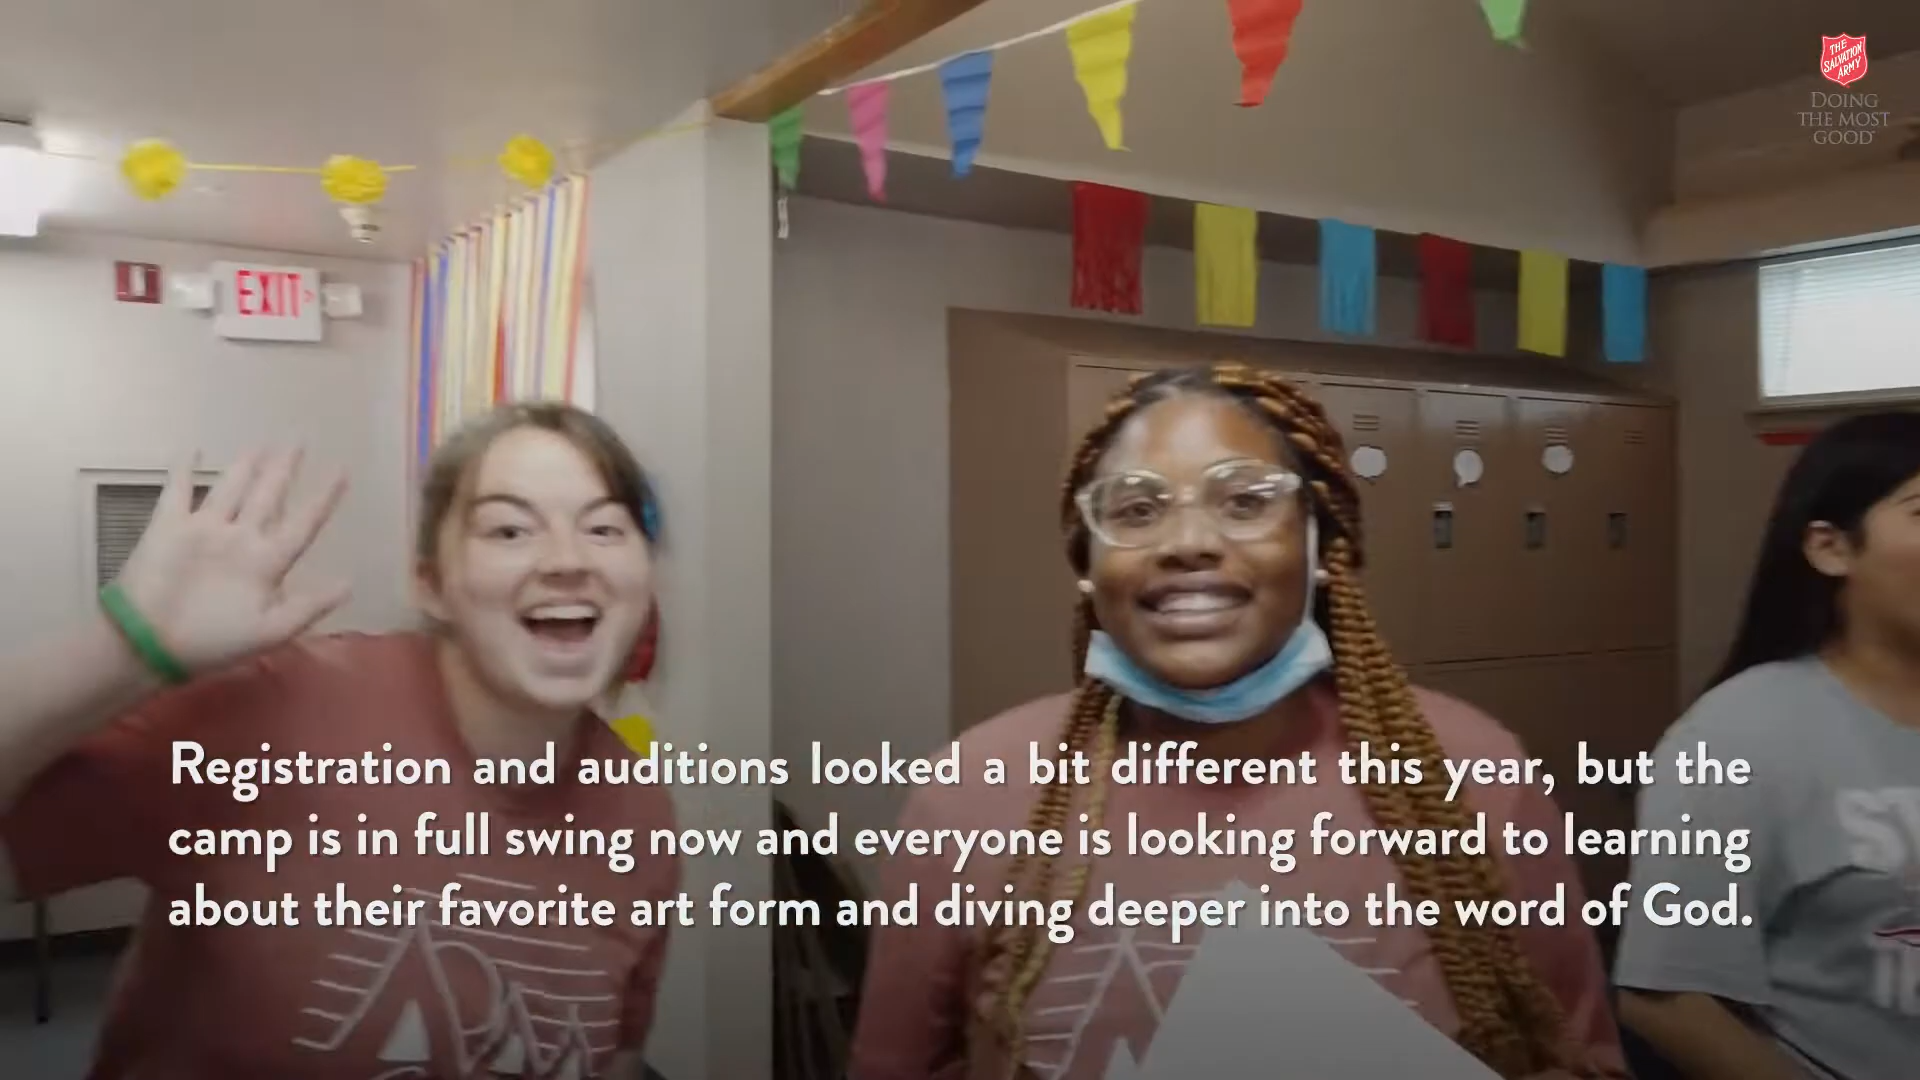 THE
SALVATION
ARMY
DOING
THE MOST
GOOD
EXIT
Registration and auditions looked a bit different this year, but the
camp is in full swing now and everyone is looking forward to learning
about their favorite art form and diving deeper into the word of God.